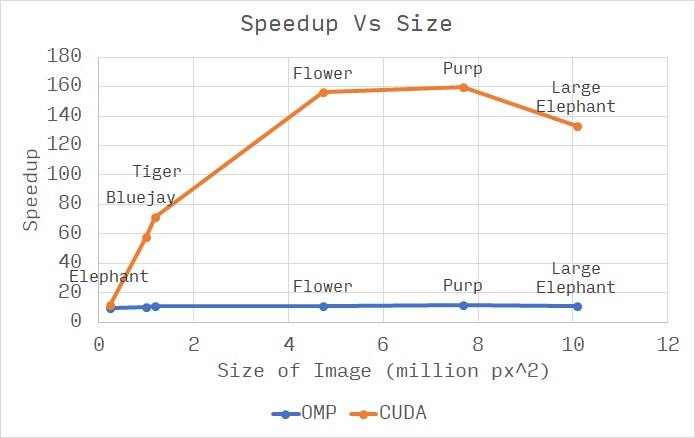 Speedup Vs Size
180
160
140
120
100
80
60
40
20
0
Speedup
Flower
Purp
Large
Elephant
Tiger
Bluejay
Elephant
Flower
Purp
Large
Elephant
0 2 4 6 8 10 12
Size of Image (million px^2)
OMP CUDA